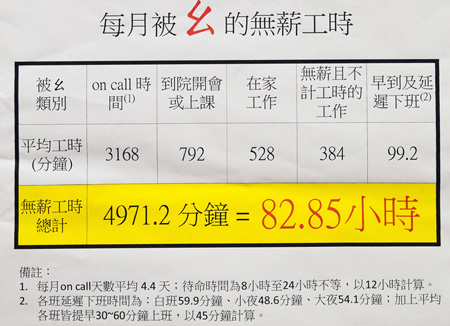 每月被ㄠ的無薪工時
被ㄠ類別 on call 時間(1) 到院開會或上課 在家工作 無薪且不計工時的工作 早到及延遲下班(2)
平均工時(分鐘) 3168 792 528 384 99.2
無薪工時總計 4971.2 分鐘 = 82.85小時
備註：
1. 每月on call天數平均 4.4 天；待命時間為8小時至24小時不等，以12小時計算。
2. 各班延遲下班時間為：白班59.9分鐘、小夜48.6分鐘、大夜54.1分鐘；加上平均
各班皆提早30~60分鐘上班，以45分鐘計算。